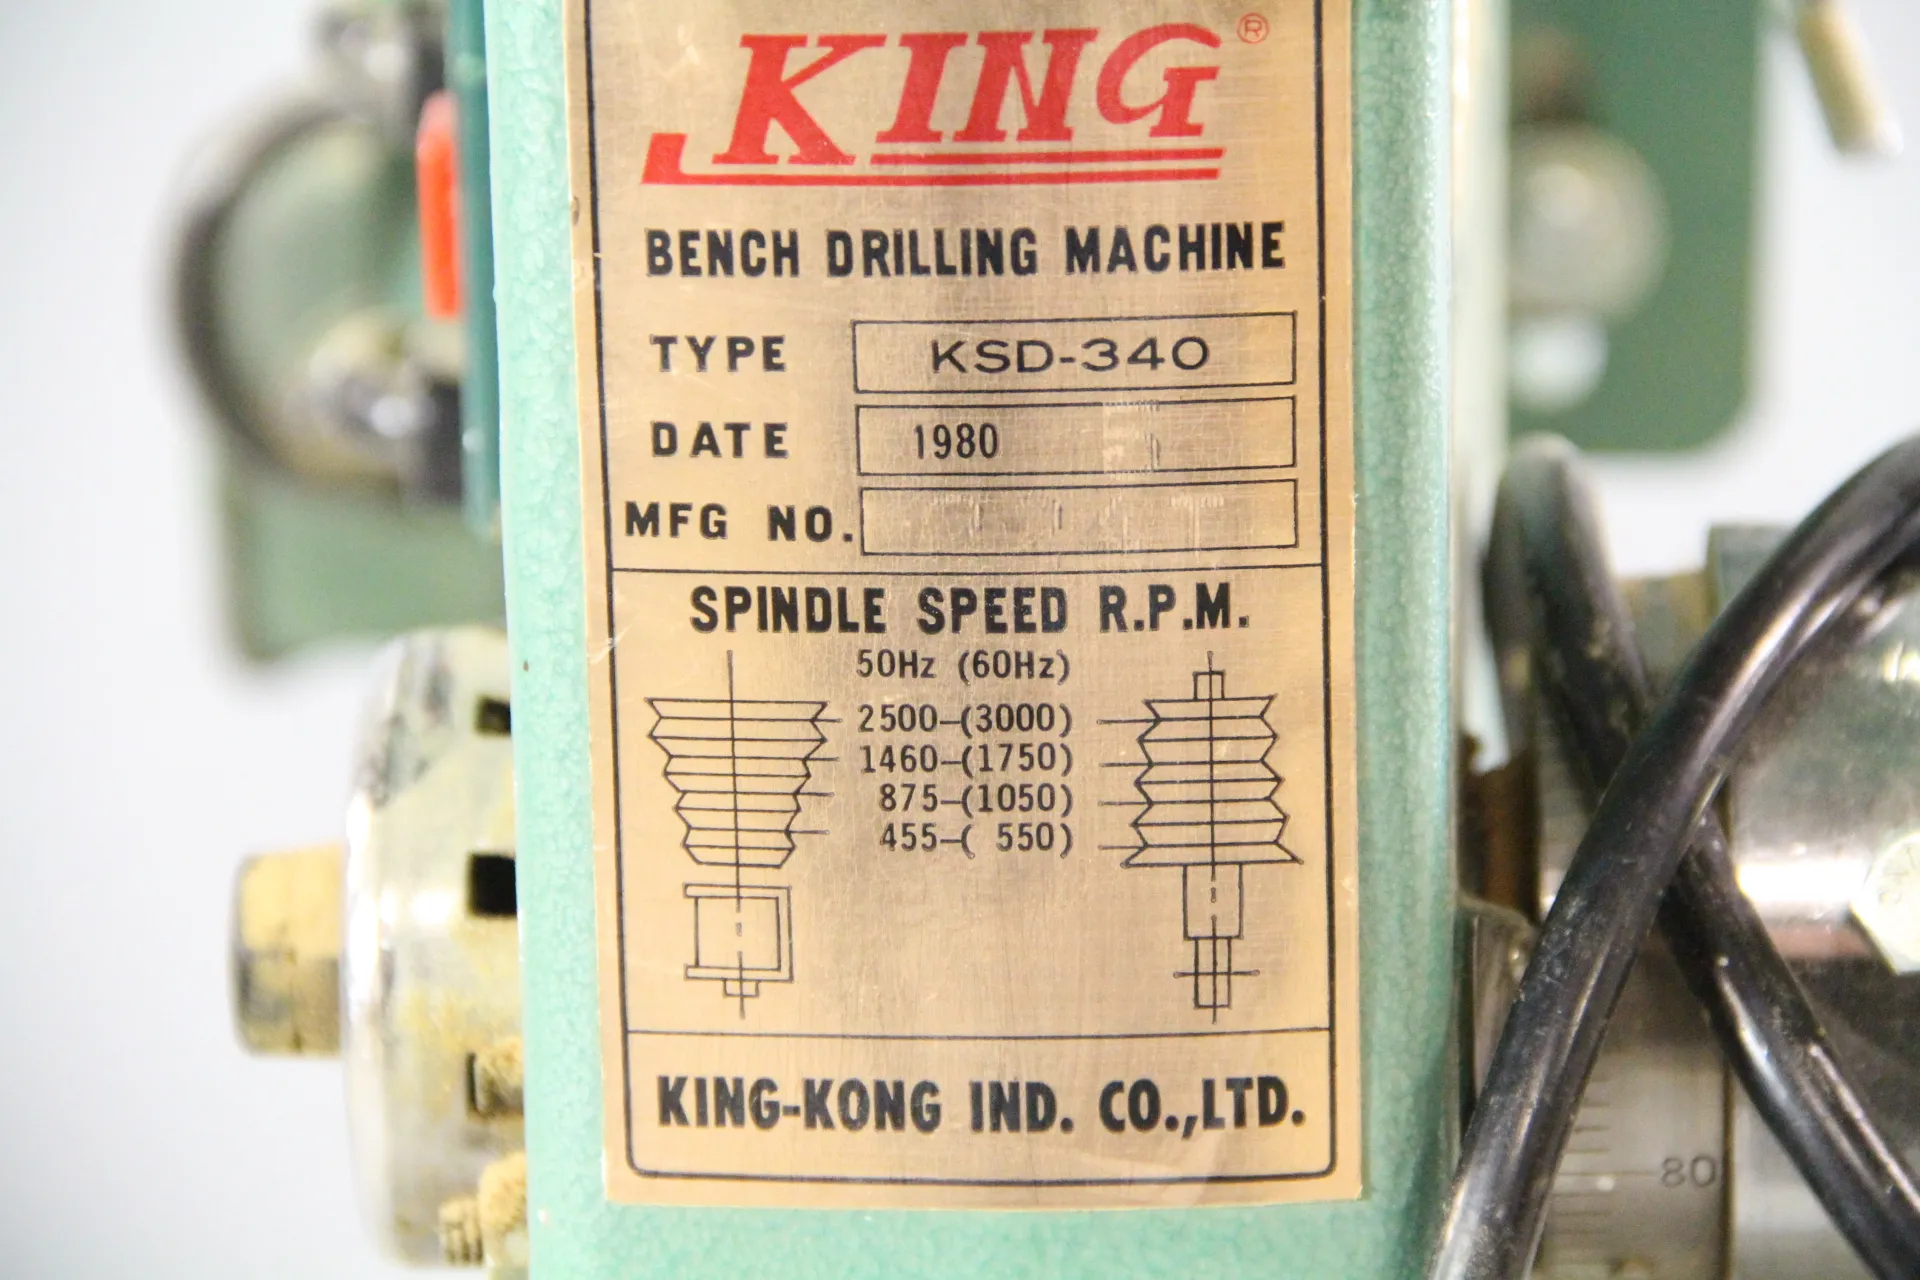 KING®
BENCH DRILLING MACHINE
TYPE KSD-340
DATE 1980
MFG NO.
SPINDLE SPEED R.P.M.
50Hz (60Hz)
2500-(3000)
1460-(1750)
875-(1050)
455-( 550)
KING-KONG IND. CO.,LTD.
80